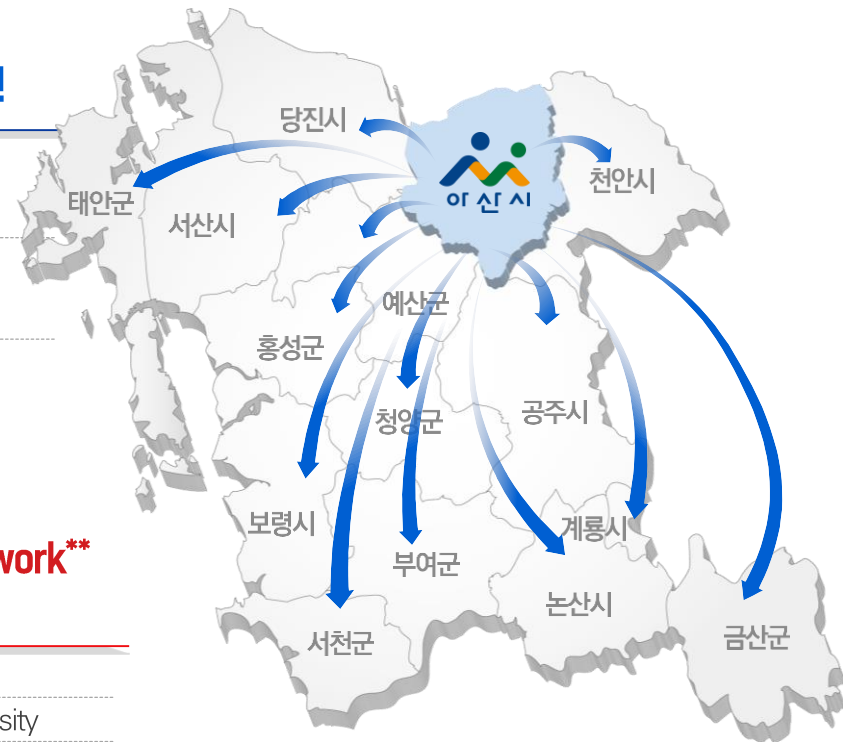 !
당진시
아산시
천안시
태안군
서산시
예산군
홍성군
청양군
공주시
보령시
계룡시
work**
부여군
논산시
서천군
금산군
sity